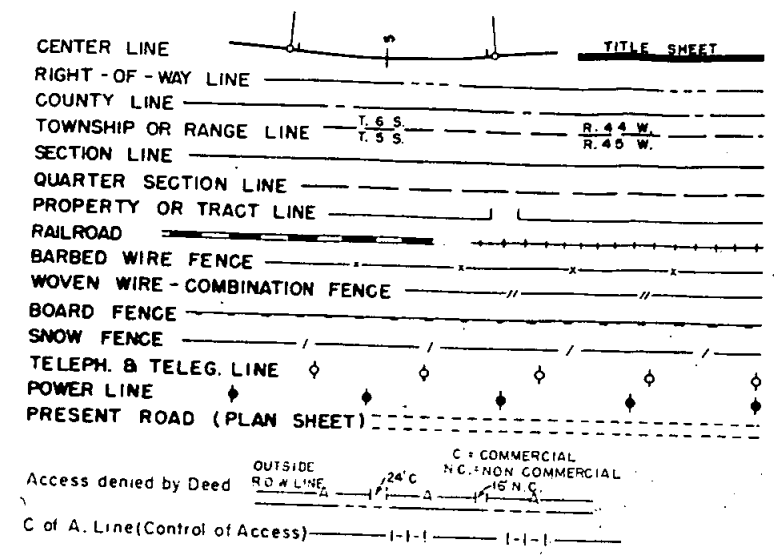 CENTER LINE 5 TITLE SHEET
RIGHT-OF-WAY LINE
COUNTY LINE
TOWNSHIP OR RANGE LINE T. 6 S. R. 44 W.
T. 5 S. R. 45 W.
SECTION LINE
QUARTER SECTION LINE
PROPERTY OR TRACT LINE
RAILROAD
BARBED WIRE FENCE
WOVEN WIRE-COMBINATION FENCE
BOARD FENCE
SNOW FENCE
TELEPH. & TELEG. LINE
POWER LINE
PRESENT ROAD (PLAN SHEET)
C = COMMERCIAL
N.C.=NON COMMERCIAL
OUTSIDE
Access denied by Deed R.O.W LINE 24' C 16' N.C.
A A A
C of A. Line(Control of Access)